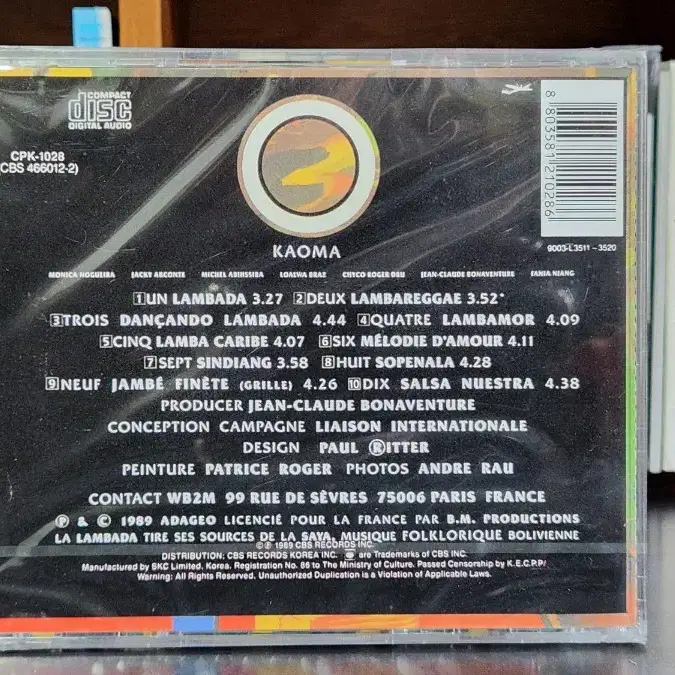 COMPACT
disc
DIGITAL AUDIO
CPK-1028
(CBS 466012-2)
8 803581 210286
9003-L3511~3520
KAOMA
MONICA NOGUEIRA JACKY ARCONTE MICHEL ABIHSSIRA LOALWA BRAZ CHYCO ROGER DRU JEAN-CLAUDE BONAVENTURE FANIA NIANG
1 UN LAMBADA 3.27 2 DEUX LAMBAREGGAE 3.52*
3 TROIS DANÇANDO LAMBADA 4.44 4 QUATRE LAMBAMOR 4.09
5 CINQ LAMBA CARIBE 4.07 6 SIX MÉLODIE D'AMOUR 4.11
7 SEPT SINDIANG 3.58 8 HUIT SOPENALA 4.28
9 NEUF JAMBÉ FINÈTE (GRILLE) 4.26 10 DIX SALSA NUESTRA 4.38
PRODUCER JEAN-CLAUDE BONAVENTURE
CONCEPTION CAMPAGNE LIAISON INTERNATIONALE
DESIGN PAUL RITTER
PEINTURE PATRICE ROGER PHOTOS ANDRE RAU
CONTACT WB2M 99 RUE DE SÈVRES 75006 PARIS FRANCE
℗ & © 1989 ADAGEO LICENCIÉ POUR LA FRANCE PAR B.M. PRODUCTIONS
LA LAMBADA TIRE SES SOURCES DE LA SAYA, MUSIQUE FOLKLORIQUE BOLIVIENNE
©℗ 1989 CBS RECORDS INC.
DISTRIBUTION: CBS RECORDS KOREA INC. are Trademarks of CBS INC.
Manufactured by SKC Limited, Korea. Registration No. 66 to The Ministry of Culture. Passed Censorship by K.E.C.P.P/
Warning: All Rights Reserved. Unauthorized Duplication is a Violation of Applicable Laws.